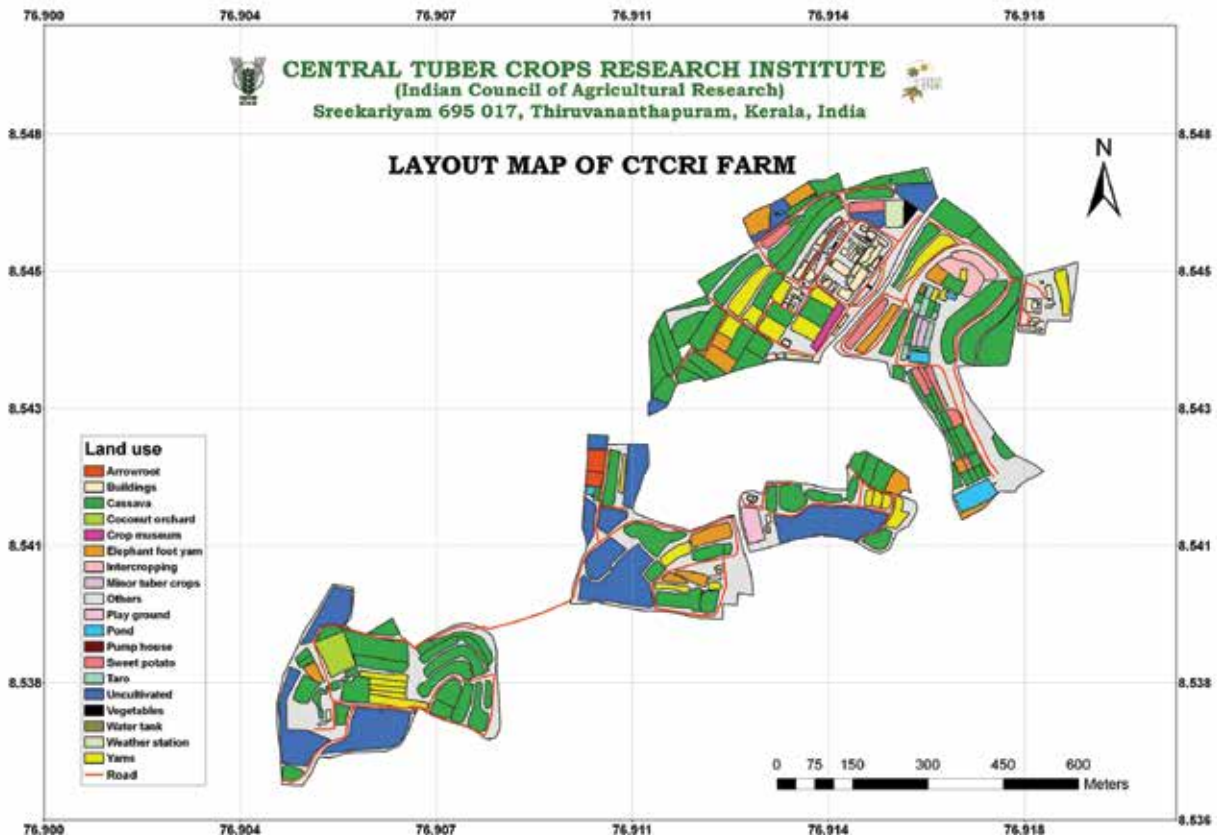 76.900 76.904 76.907 76.911 76.914 76.918
CENTRAL TUBER CROPS RESEARCH INSTITUTE
(Indian Council of Agricultural Research)
Sreekariyam 695 017, Thiruvananthapuram, Kerala, India
8.548 8.548
LAYOUT MAP OF CTCRI FARM
N
8.545 8.545
8.543 8.543
Land use
Arrowroot
Buildings
Cassava
Coconut orchard
Crop museum
Elephant foot yam
Intercropping
Minor tuber crops
Others
Play ground
Pond
Pump house
Sweet potato
Taro
Uncultivated
Vegetables
Water tank
Weather station
Yams
Road
8.541 8.541
8.538 8.538
0 75 150 300 450 600
Meters
8.536
76.900 76.904 76.907 76.911 76.914 76.918